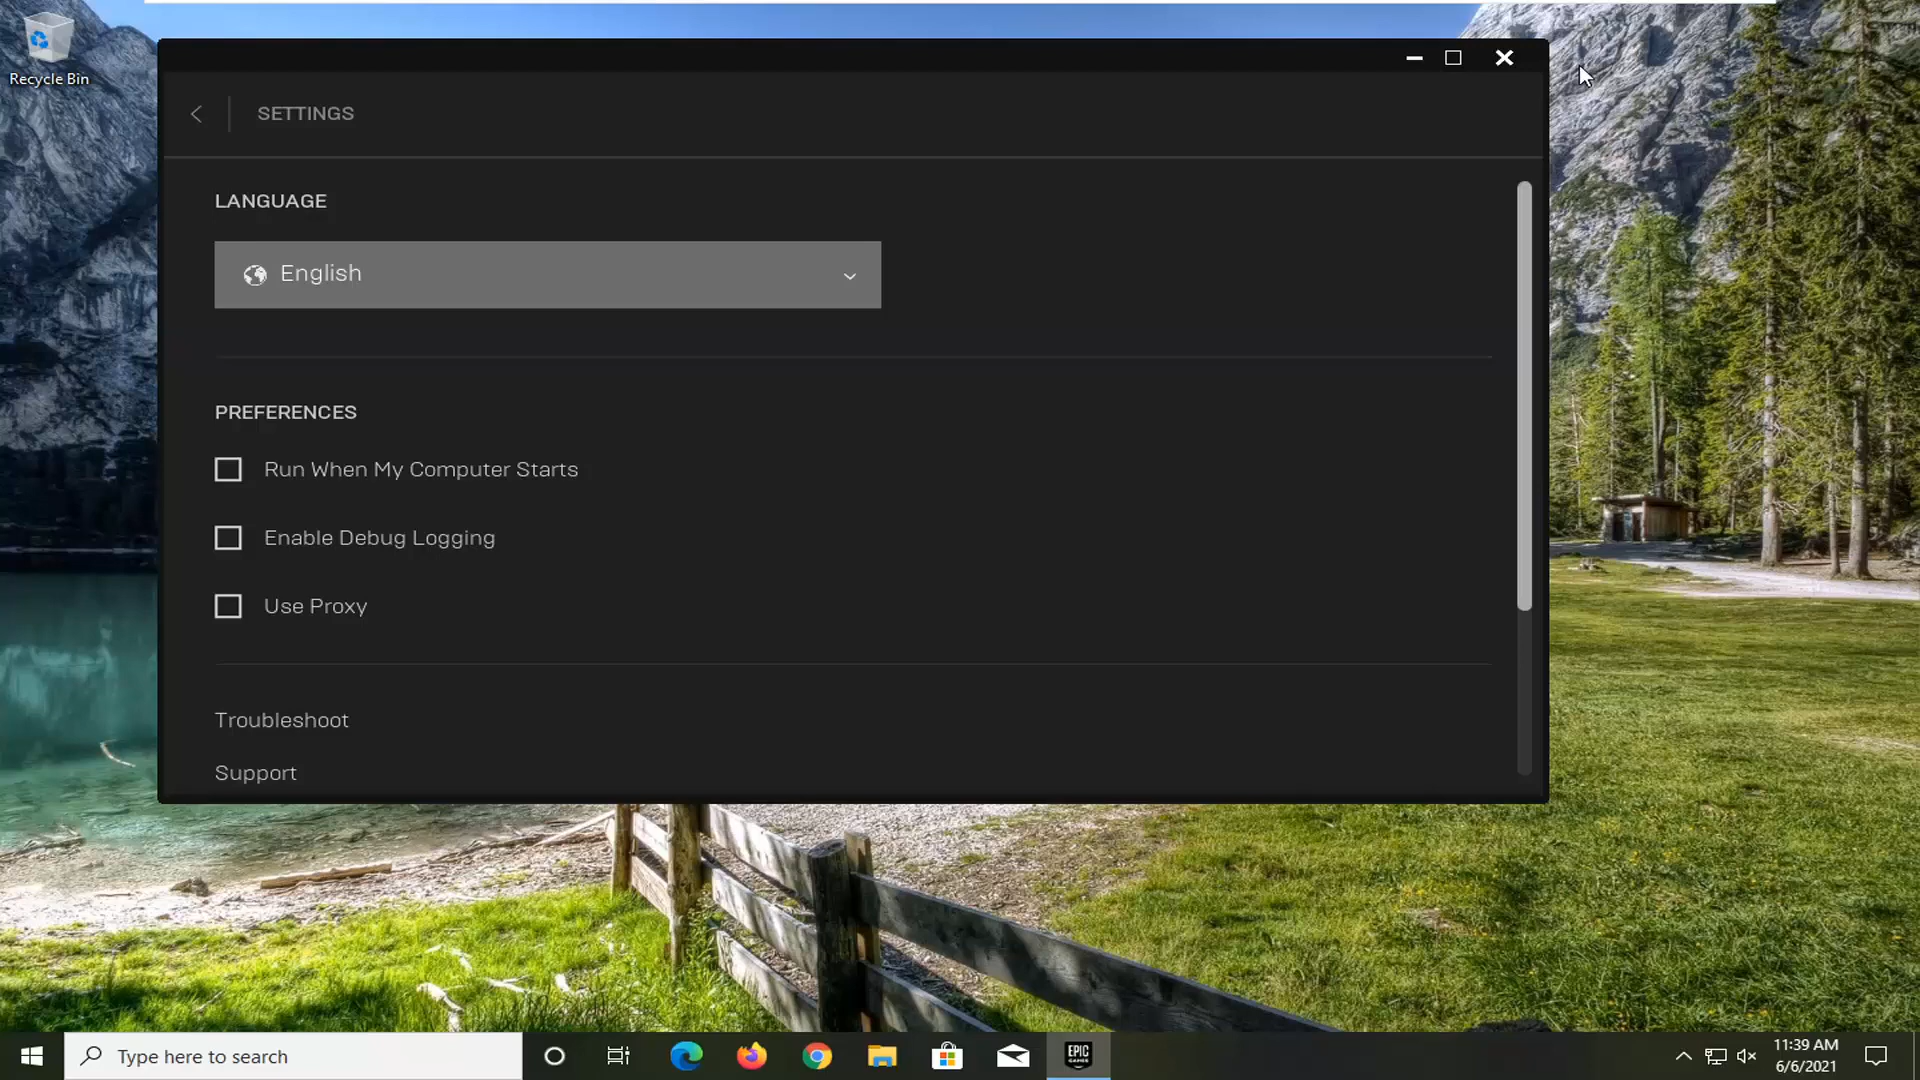 Recycle Bin
SETTINGS
LANGUAGE
English
PREFERENCES
Run When My Computer Starts
Enable Debug Logging
Use Proxy
Troubleshoot
Support
Type here to search
EPIC
GAMES
11:39 AM
6/6/2021